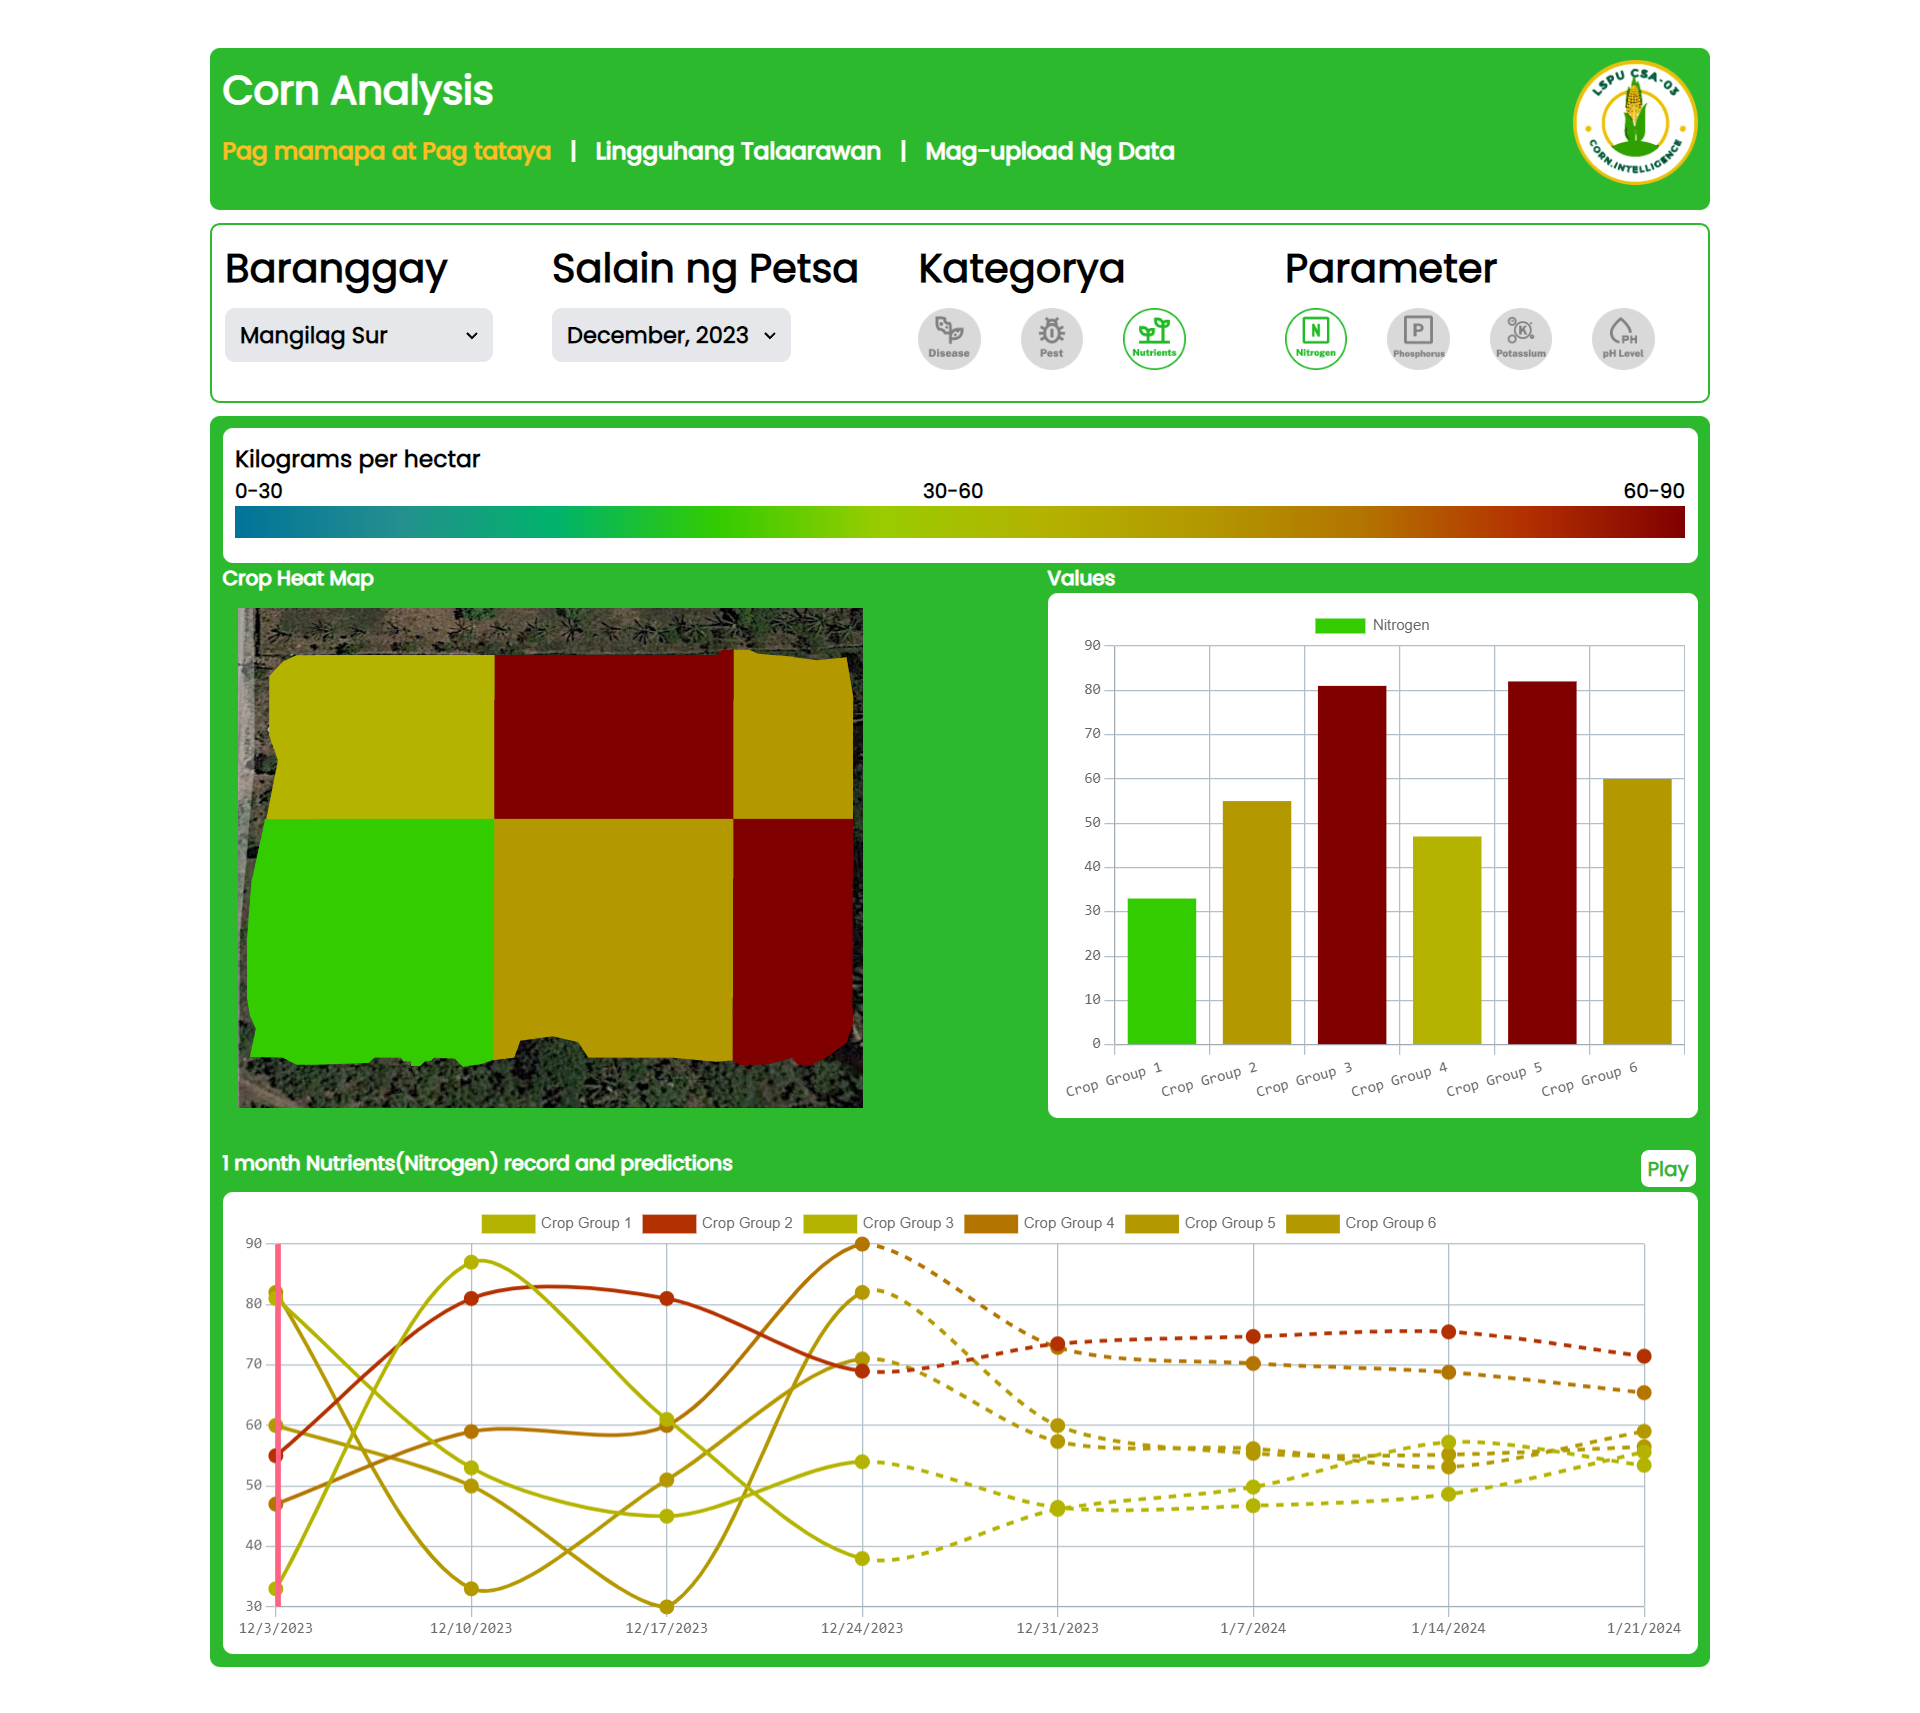 Corn Analysis
LSPU CSA-03
CORN.INTELLIGENCE
Pag mamapa at Pag tataya | Lingguhang Talaarawan | Mag-upload Ng Data
Baranggay
Mangilag Sur
Salain ng Petsa
December, 2023
Kategorya
Disease
Pest
Nutrients
Parameter
N
Nitrogen
P
Phosphorus
K
Potassium
PH
pH Level
Kilograms per hectar
0-30 30-60 60-90
Crop Heat Map
Values
Nitrogen
90
80
70
60
50
40
30
20
10
0
Crop Group 1 Crop Group 2 Crop Group 3 Crop Group 4 Crop Group 5 Crop Group 6
1 month Nutrients(Nitrogen) record and predictions
Play
Crop Group 1 Crop Group 2 Crop Group 3 Crop Group 4 Crop Group 5 Crop Group 6
90
80
70
60
50
40
30
12/3/2023 12/10/2023 12/17/2023 12/24/2023 12/31/2023 1/7/2024 1/14/2024 1/21/2024